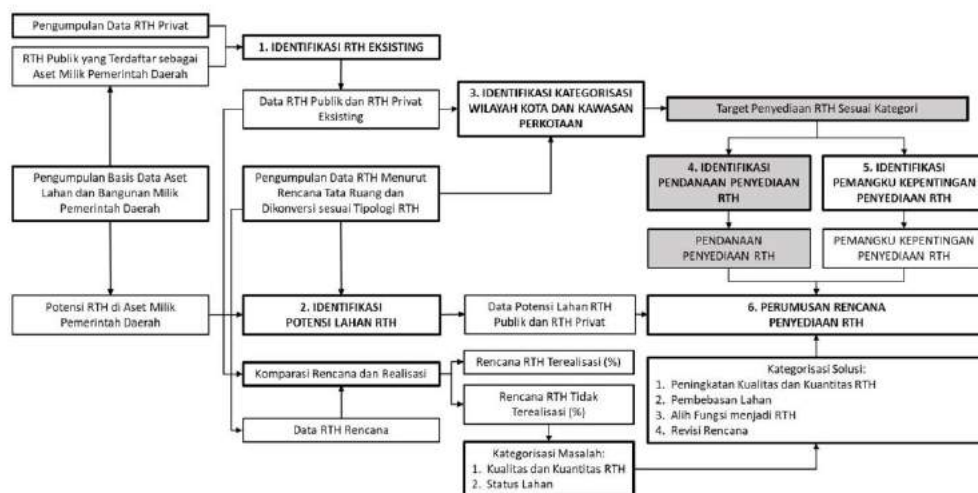 Pengumpulan Data RTH Privat
RTH Publik yang Terdaftar sebagai
Aset Milik Pemerintah Daerah
1. IDENTIFIKASI RTH EKSISTING
Data RTH Publik dan RTH Privat
Eksisting
3. IDENTIFIKASI KATEGORISASI
WILAYAH KOTA DAN KAWASAN
PERKOTAAN
Target Penyediaan RTH Sesuai Kategori
Pengumpulan Basis Data Aset
Lahan dan Bangunan Milik
Pemerintah Daerah
Pengumpulan Data RTH Menurut
Rencana Tata Ruang dan
Dikonversi sesuai Tipologi RTH
4. IDENTIFIKASI
PENDANAAN PENYEDIAAN
RTH
5. IDENTIFIKASI
PEMANGKU KEPENTINGAN
PENYEDIAAN RTH
PENDANAAN
PENYEDIAAN RTH
PEMANGKU KEPENTINGAN
PENYEDIAAN RTH
Potensi RTH di Aset Milik
Pemerintah Daerah
2. IDENTIFIKASI
POTENSI LAHAN RTH
Data Potensi Lahan RTH
Publik dan RTH Privat
6. PERUMUSAN RENCANA
PENYEDIAAN RTH
Komparasi Rencana dan Realisasi
Rencana RTH Terealisasi (%)
Rencana RTH Tidak
Terealisasi (%)
Data RTH Rencana
Kategorisasi Masalah:
1. Kualitas dan Kuantitas RTH
2. Status Lahan
Kategorisasi Solusi:
1. Peningkatan Kualitas dan Kuantitas RTH
2. Pembebasan Lahan
3. Alih Fungsi menjadi RTH
4. Revisi Rencana